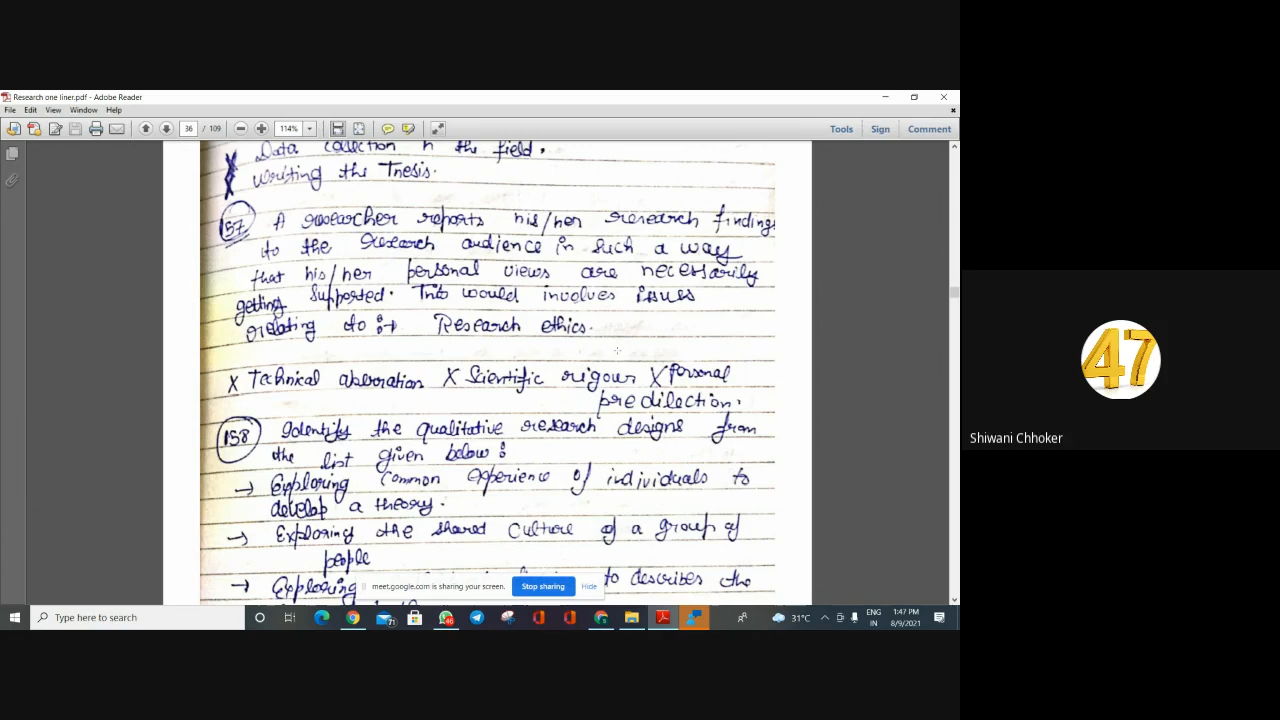 Research one liner.pdf - Adobe Reader
File Edit View Window Help
36 / 109 114% Tools Sign Comment
Data collection in the field.
X Writing the Thesis.
157 A researcher reports his/her research findings
to the research audience in such a way
that his/her personal views are necessarily
getting supported. This would involves issues
relating to :→ Research ethics.
X Technical aberration X Scientific rigour X Personal
predilection.
158 Identify the qualitative research designs from
the list given below :
→ Exploring common experience of individuals to
develop a theory.
→ Exploring the shared culture of a group of
people
→ Exploring to describes the
meet.google.com is sharing your screen. Stop sharing Hide
Type here to search
71
31°C
ENG
IN
1:47 PM
8/9/2021
47
Shiwani Chhoker